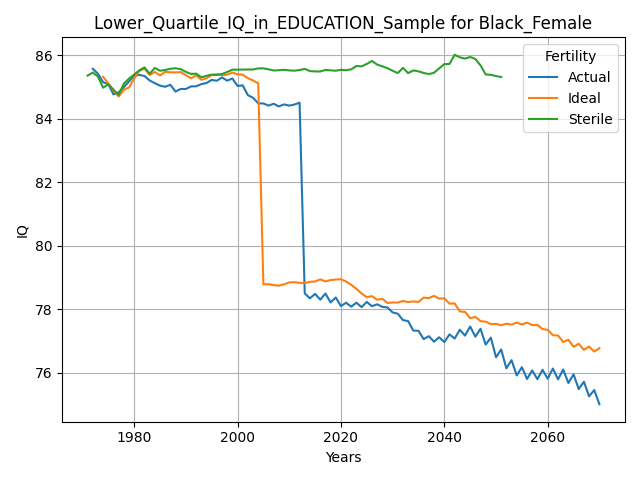 Lower_Quartile_IQ_in_EDUCATION_Sample for Black_Female
IQ
86
84
82
80
78
76
Fertility
Actual
Ideal
Sterile
1980
2000
2020
2040
2060
Years